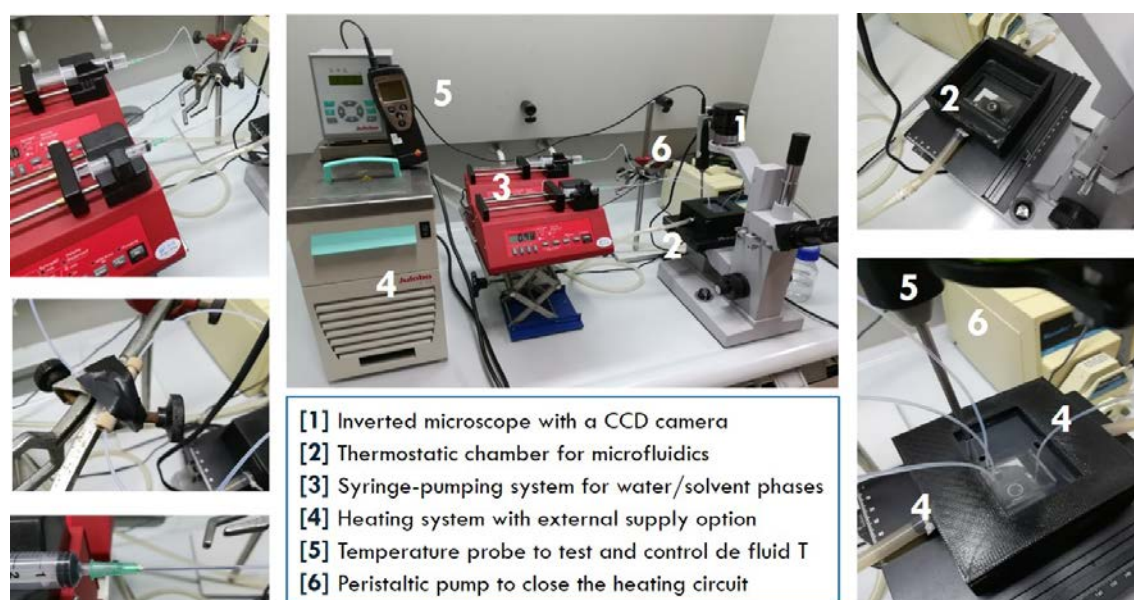 5
1
6
3
2
4
Julabo
2
5
6
4
4
[1] Inverted microscope with a CCD camera
[2] Thermostatic chamber for microfluidics
[3] Syringe-pumping system for water/solvent phases
[4] Heating system with external supply option
[5] Temperature probe to test and control de fluid T
[6] Peristaltic pump to close the heating circuit